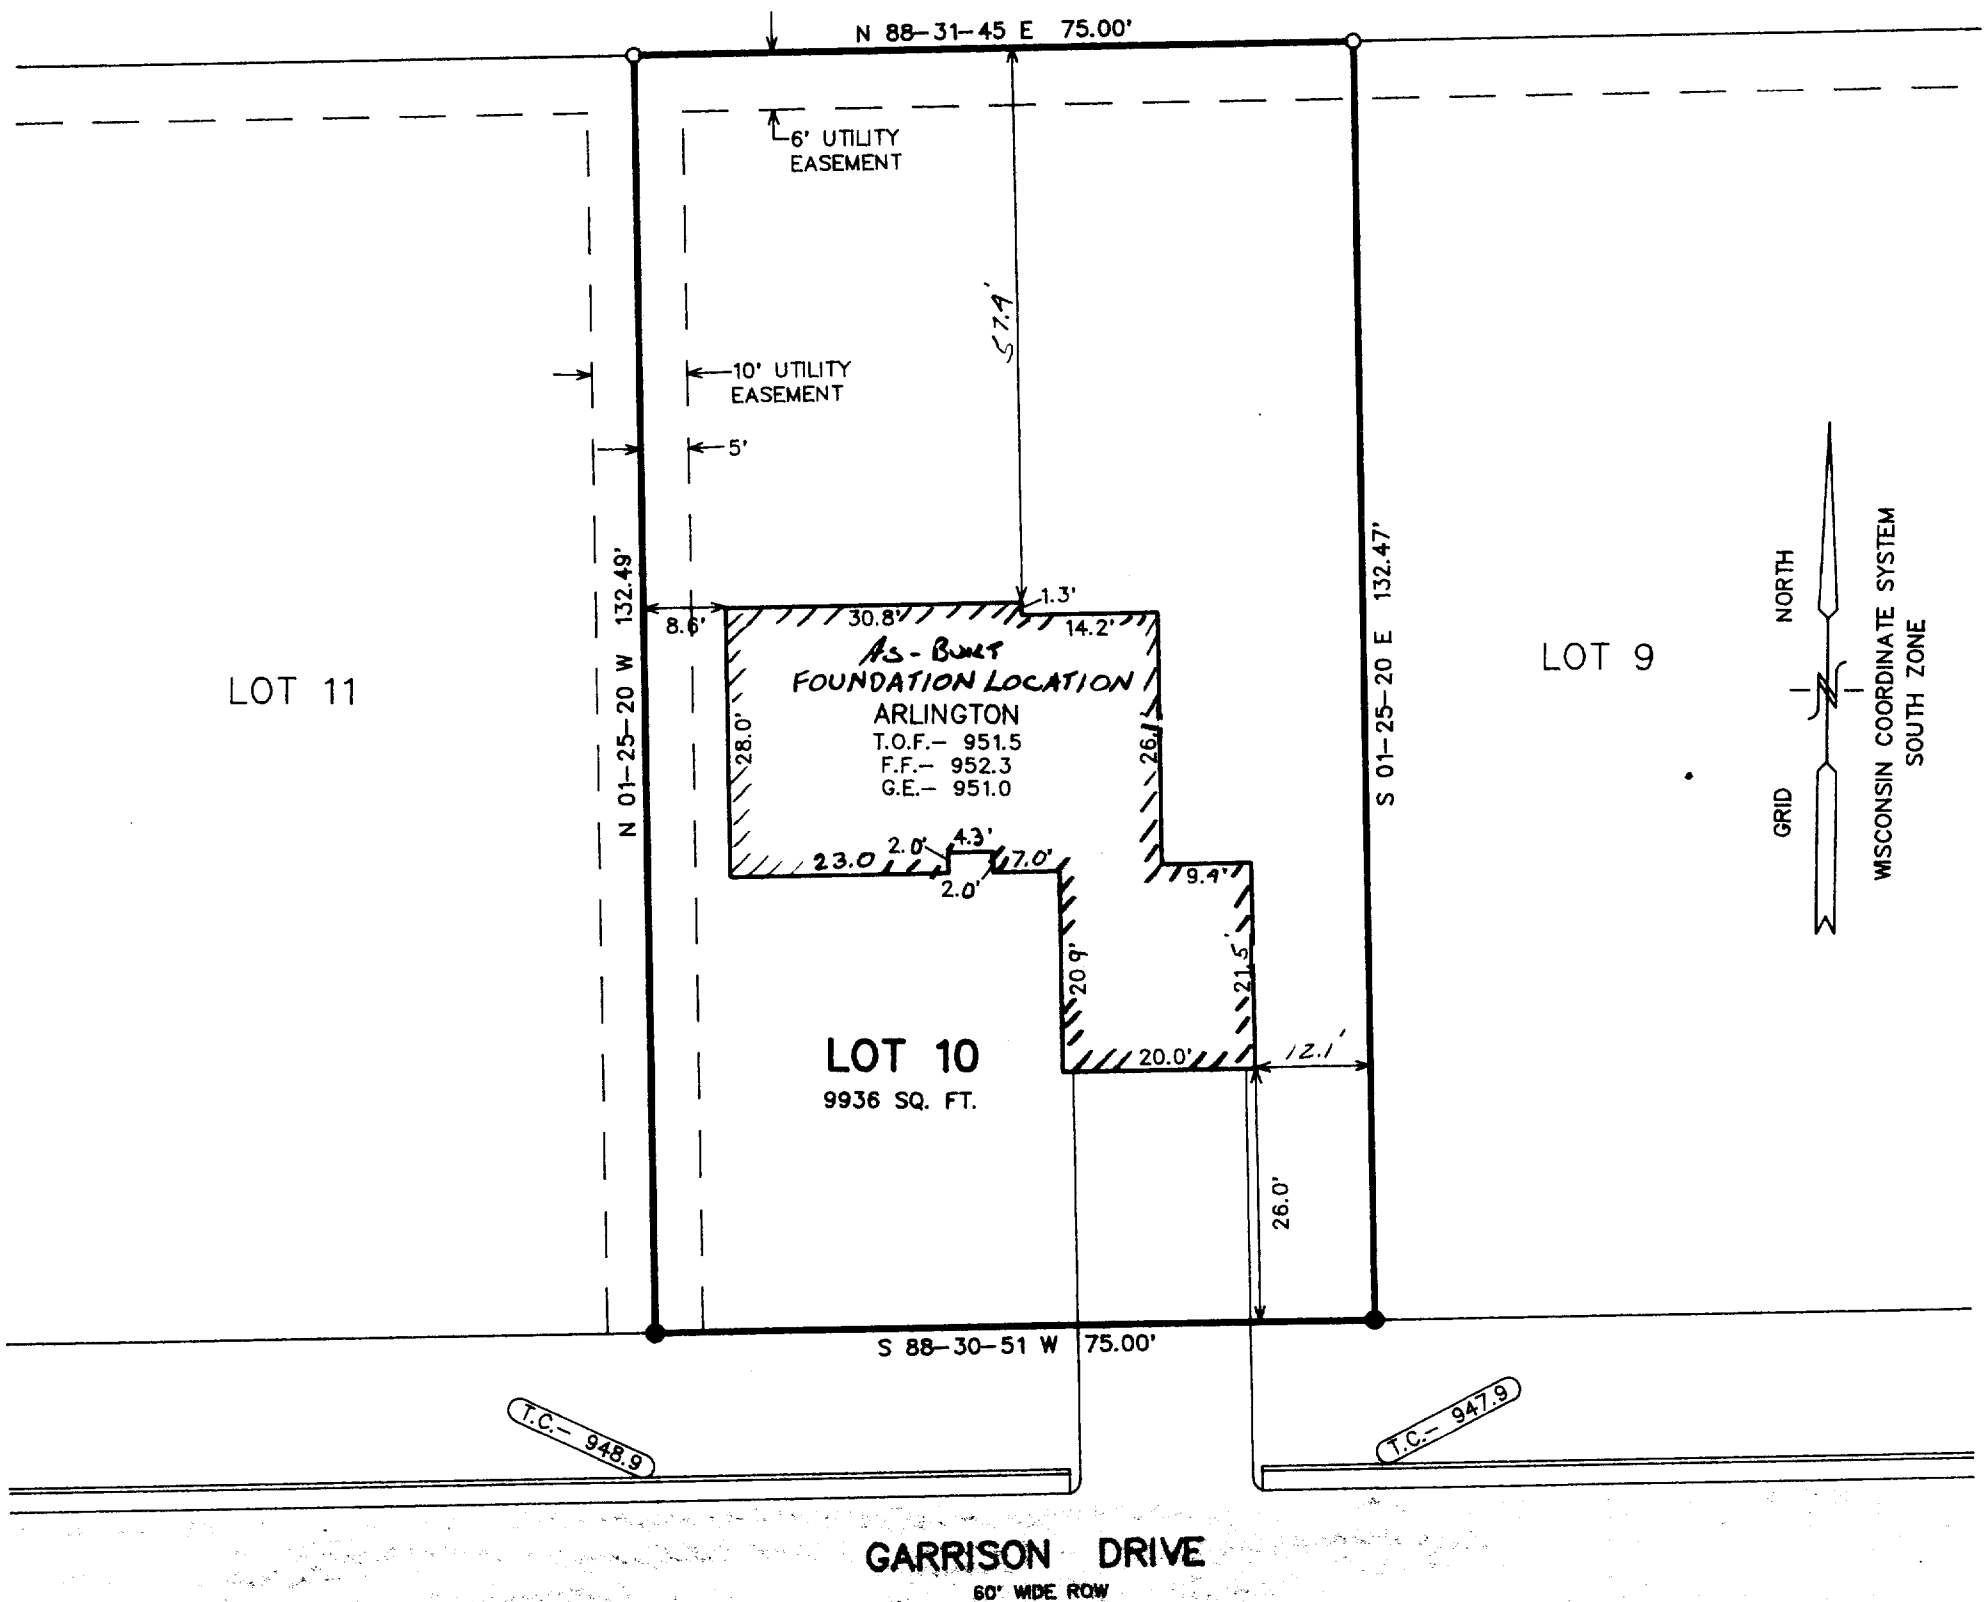 N 88-31-45 E 75.00'
6' UTILITY
EASEMENT
57.4'
10' UTILITY
EASEMENT
5'
N 01-25-20 W 132.49'
S 01-25-20 E 132.47'
8.6'
30.8'
1.3'
14.2'
AS-BUILT
FOUNDATION LOCATION
ARLINGTON
T.O.F.- 951.5
F.F.- 952.3
G.E.- 951.0
28.0'
26.1'
LOT 11
LOT 9
NORTH
GRID
WISCONSIN COORDINATE SYSTEM
SOUTH ZONE
23.0
2.0'
4.3'
2.0'
7.0'
9.4'
20.9'
21.5'
20.0'
12.1'
LOT 10
9936 SQ. FT.
26.0'
S 88-30-51 W 75.00'
T.C.- 948.9
T.C.- 947.9
GARRISON DRIVE
60' WIDE ROW